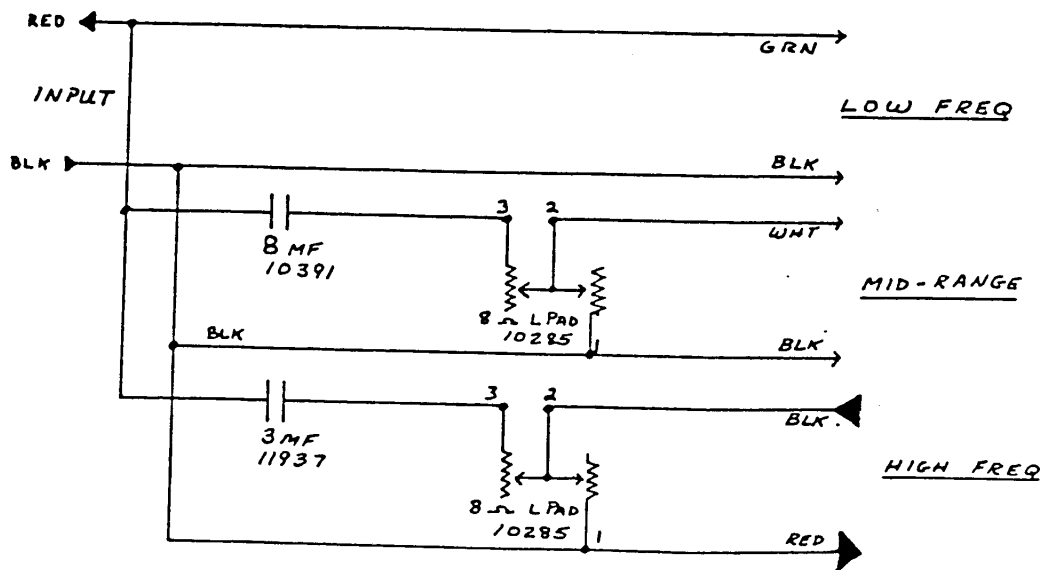 RED
GRN
INPUT
LOW FREQ
BLK
BLK
3 2
WHT
8 MF
10391
MID-RANGE
8 Ω L PAD
10285
BLK
1
BLK
3 2
BLK.
3 MF
11937
HIGH FREQ
8 Ω L PAD
10285
1
RED